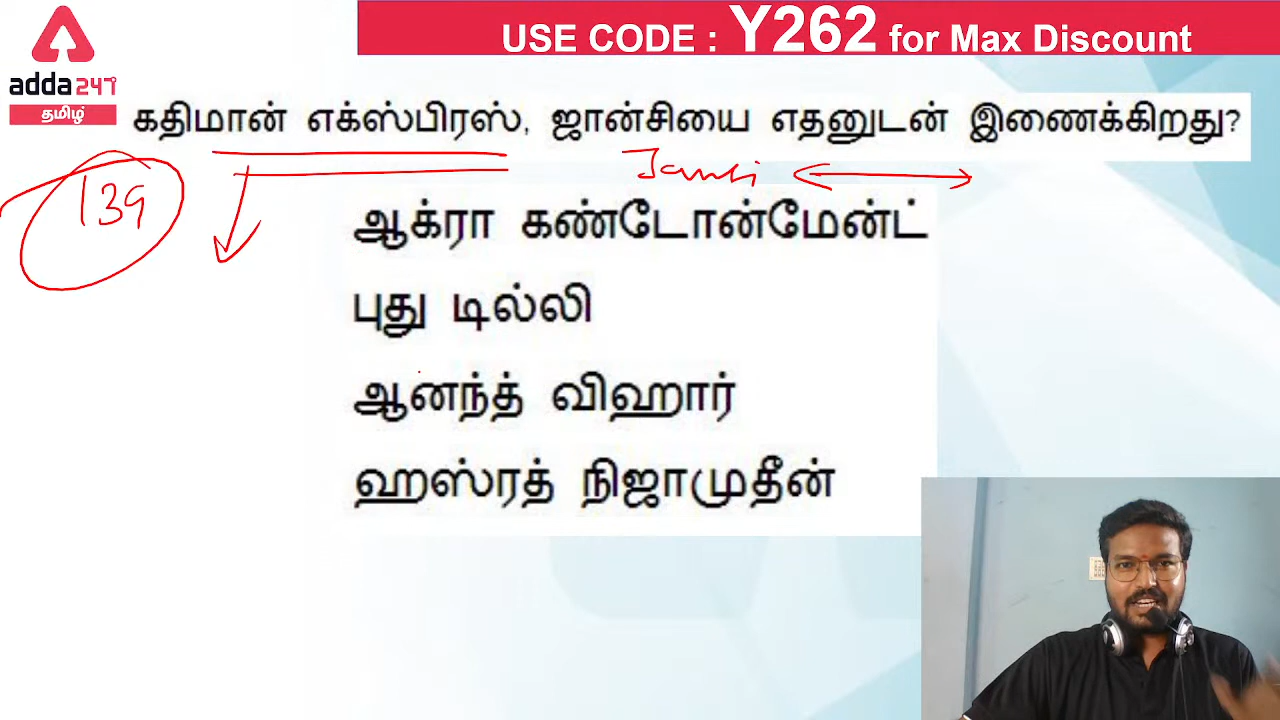 USE CODE : Y262 for Max Discount
adda247
தமிழ்
கதிமான் எக்ஸ்பிரஸ், ஜான்சியை எதனுடன் இணைக்கிறது?
139
Jansi
ஆக்ரா கண்டோன்மேன்ட்
புது டில்லி
ஆனந்த் விஹார்
ஹஸ்ரத் நிஜாமுதீன்